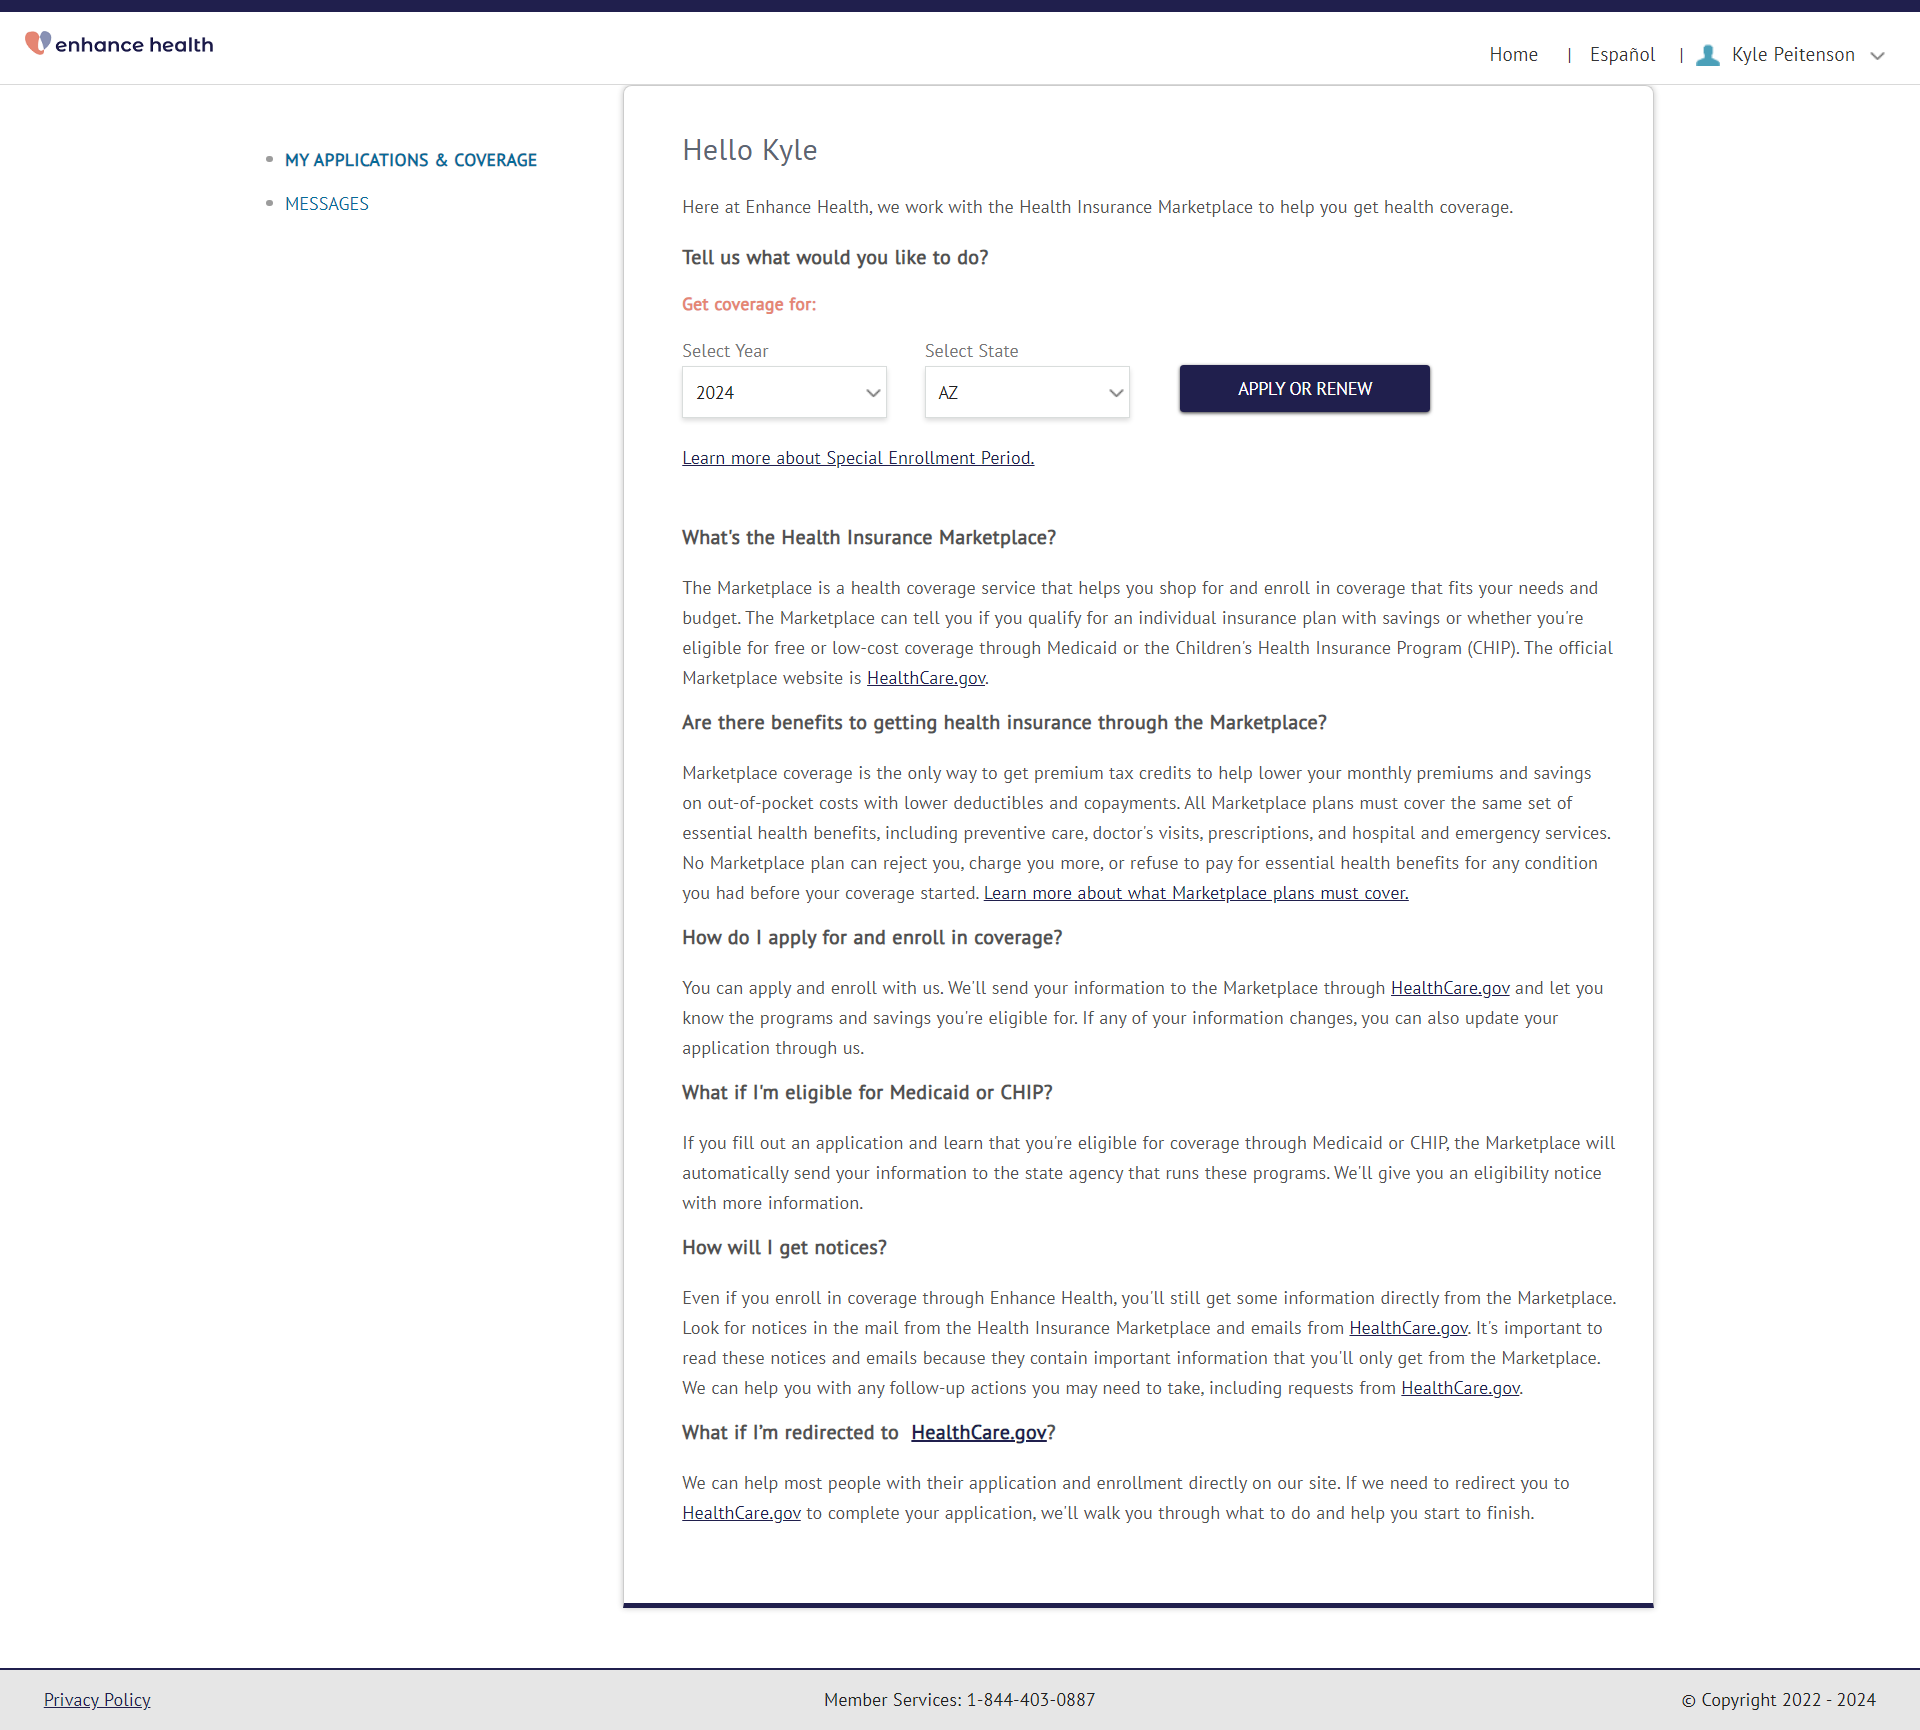 enhance health
Home | Español | Kyle Peitenson
MY APPLICATIONS & COVERAGE
MESSAGES
Hello Kyle
Here at Enhance Health, we work with the Health Insurance Marketplace to help you get health coverage.
Tell us what would you like to do?
Get coverage for:
Select Year Select State
2024 AZ APPLY OR RENEW
Learn more about Special Enrollment Period.
What's the Health Insurance Marketplace?
The Marketplace is a health coverage service that helps you shop for and enroll in coverage that fits your needs and
budget. The Marketplace can tell you if you qualify for an individual insurance plan with savings or whether you're
eligible for free or low-cost coverage through Medicaid or the Children's Health Insurance Program (CHIP). The official
Marketplace website is HealthCare.gov.
Are there benefits to getting health insurance through the Marketplace?
Marketplace coverage is the only way to get premium tax credits to help lower your monthly premiums and savings
on out-of-pocket costs with lower deductibles and copayments. All Marketplace plans must cover the same set of
essential health benefits, including preventive care, doctor's visits, prescriptions, and hospital and emergency services.
No Marketplace plan can reject you, charge you more, or refuse to pay for essential health benefits for any condition
you had before your coverage started. Learn more about what Marketplace plans must cover.
How do I apply for and enroll in coverage?
You can apply and enroll with us. We'll send your information to the Marketplace through HealthCare.gov and let you
know the programs and savings you're eligible for. If any of your information changes, you can also update your
application through us.
What if I'm eligible for Medicaid or CHIP?
If you fill out an application and learn that you're eligible for coverage through Medicaid or CHIP, the Marketplace will
automatically send your information to the state agency that runs these programs. We'll give you an eligibility notice
with more information.
How will I get notices?
Even if you enroll in coverage through Enhance Health, you'll still get some information directly from the Marketplace.
Look for notices in the mail from the Health Insurance Marketplace and emails from HealthCare.gov. It's important to
read these notices and emails because they contain important information that you'll only get from the Marketplace.
We can help you with any follow-up actions you may need to take, including requests from HealthCare.gov.
What if I’m redirected to HealthCare.gov?
We can help most people with their application and enrollment directly on our site. If we need to redirect you to
HealthCare.gov to complete your application, we'll walk you through what to do and help you start to finish.
Privacy Policy Member Services: 1-844-403-0887 © Copyright 2022 - 2024